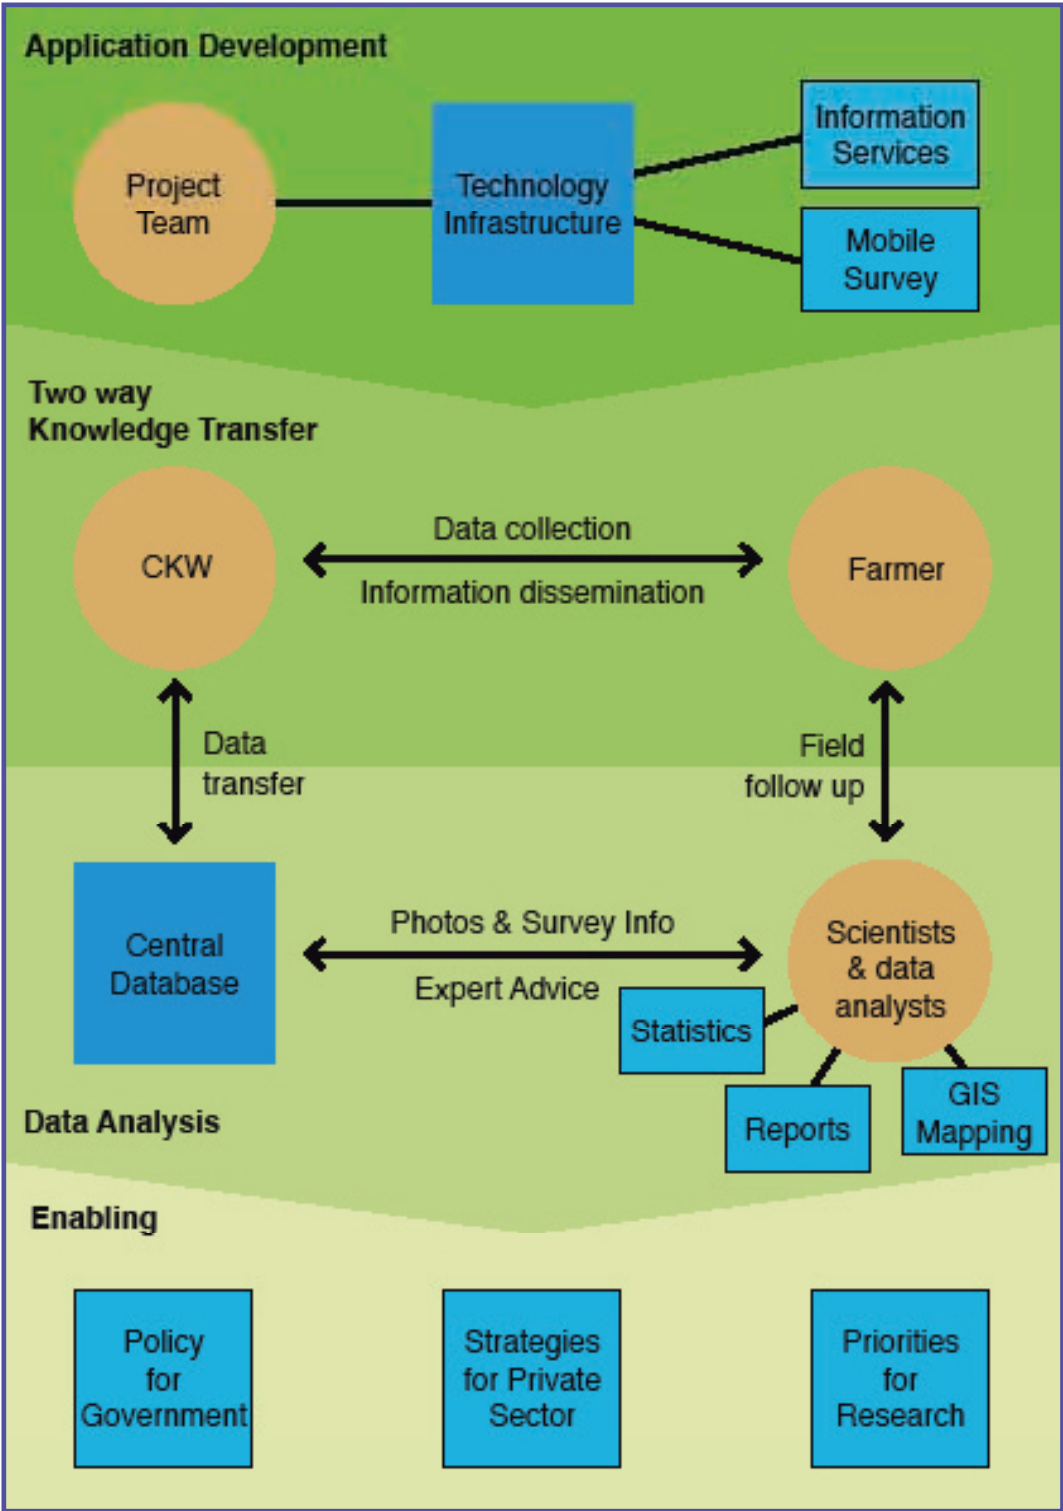 Application Development
Project
Team
Technology
Infrastructure
Information
Services
Mobile
Survey
Two way
Knowledge Transfer
CKW
Data collection
Information dissemination
Farmer
Data
transfer
Field
follow up
Central
Database
Photos & Survey Info
Expert Advice
Scientists
& data
analysts
Statistics
Reports
GIS
Mapping
Data Analysis
Enabling
Policy
for
Government
Strategies
for Private
Sector
Priorities
for
Research